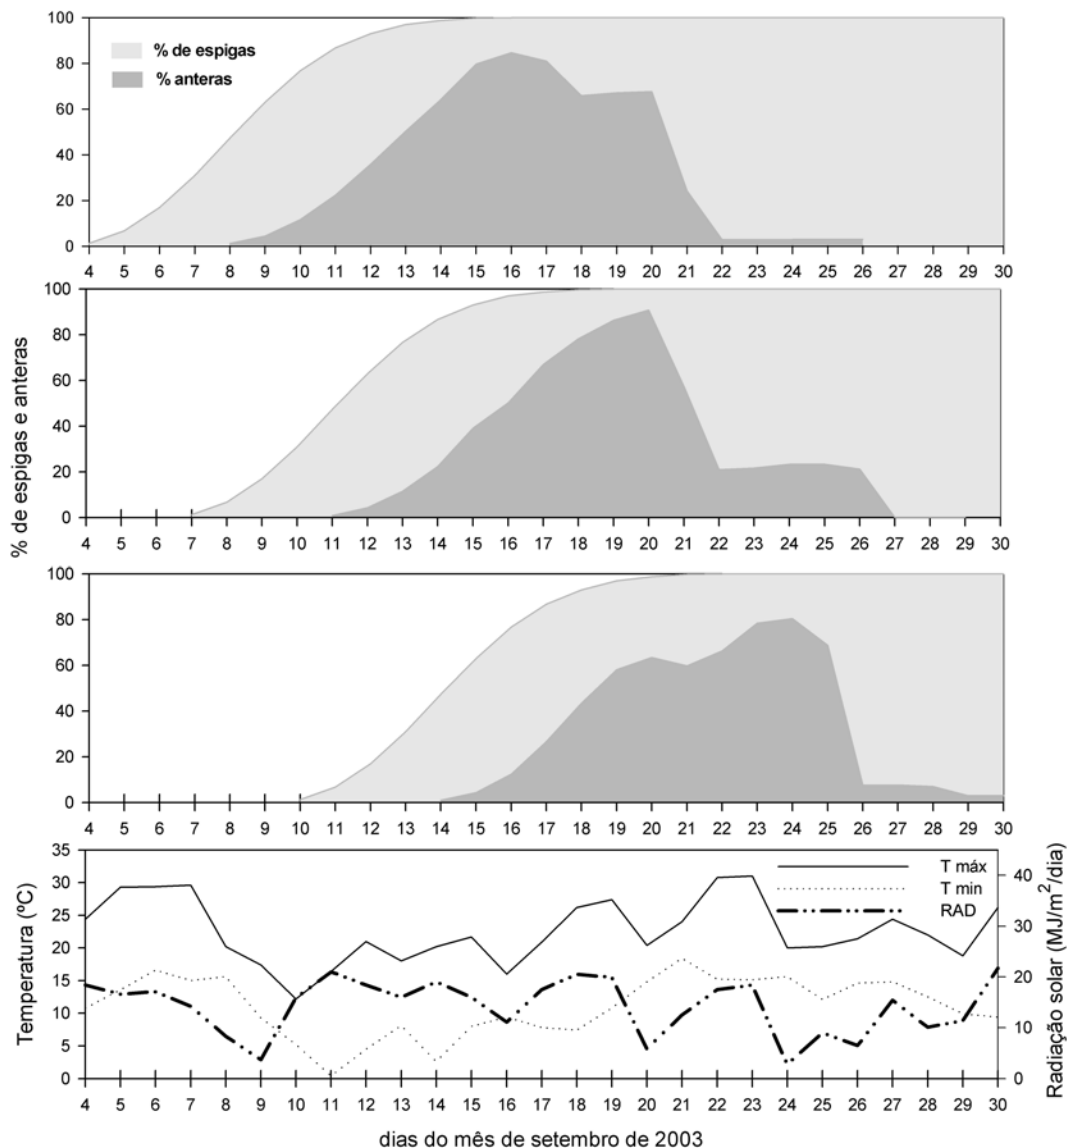 100
80
60
40
20
0
% de espigas
% anteras
4 5 6 7 8 9 10 11 12 13 14 15 16 17 18 19 20 21 22 23 24 25 26 27 28 29 30
% de espigas e anteras
100
80
60
40
20
0
4 5 6 7 8 9 10 11 12 13 14 15 16 17 18 19 20 21 22 23 24 25 26 27 28 29 30
100
80
60
40
20
0
4 5 6 7 8 9 10 11 12 13 14 15 16 17 18 19 20 21 22 23 24 25 26 27 28 29 30
Temperatura (ºC)
35
30
25
20
15
10
5
0
T máx
T min
RAD
40
30
20
10
0
Radiação solar (MJ/m²/dia)
4 5 6 7 8 9 10 11 12 13 14 15 16 17 18 19 20 21 22 23 24 25 26 27 28 29 30
dias do mês de setembro de 2003